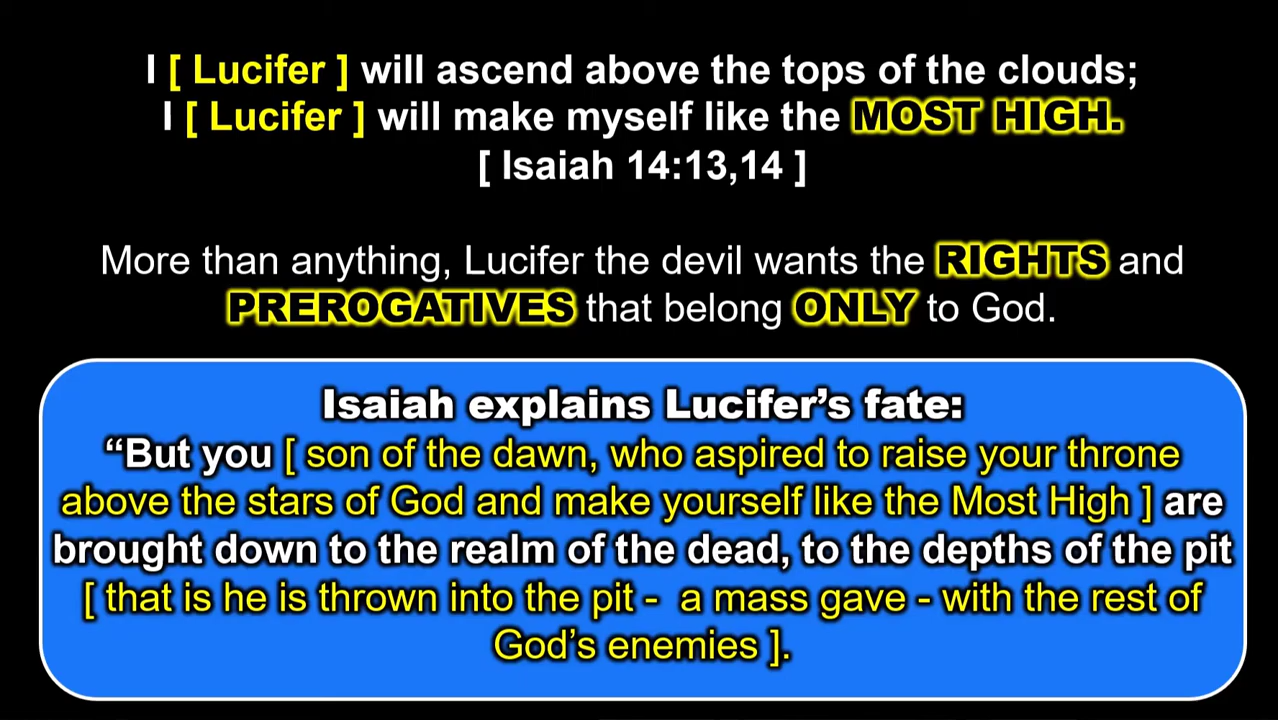 I [ Lucifer ] will ascend above the tops of the clouds;
I [ Lucifer ] will make myself like the MOST HIGH.
[ Isaiah 14:13,14 ]
More than anything, Lucifer the devil wants the RIGHTS and
PREROGATIVES that belong ONLY to God.
Isaiah explains Lucifer’s fate:
“But you [ son of the dawn, who aspired to raise your throne
above the stars of God and make yourself like the Most High ] are
brought down to the realm of the dead, to the depths of the pit
[ that is he is thrown into the pit -  a mass gave - with the rest of
God’s enemies ].